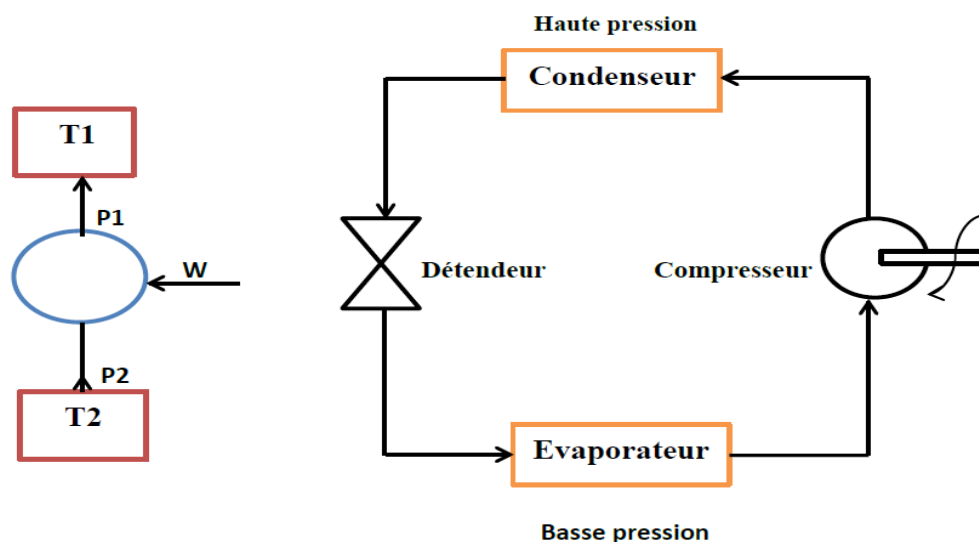 Haute pression
Condenseur
T1
P1
W
Détendeur
Compresseur
P2
T2
Evaporateur
Basse pression